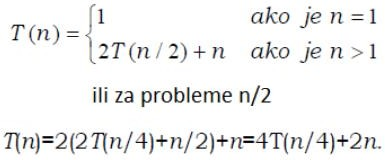 T(n) = { 1 ako je n = 1
2T(n / 2) + n ako je n > 1
ili za probleme n/2
T(n)=2(2T(n/4)+n/2)+n=4T(n/4)+2n.